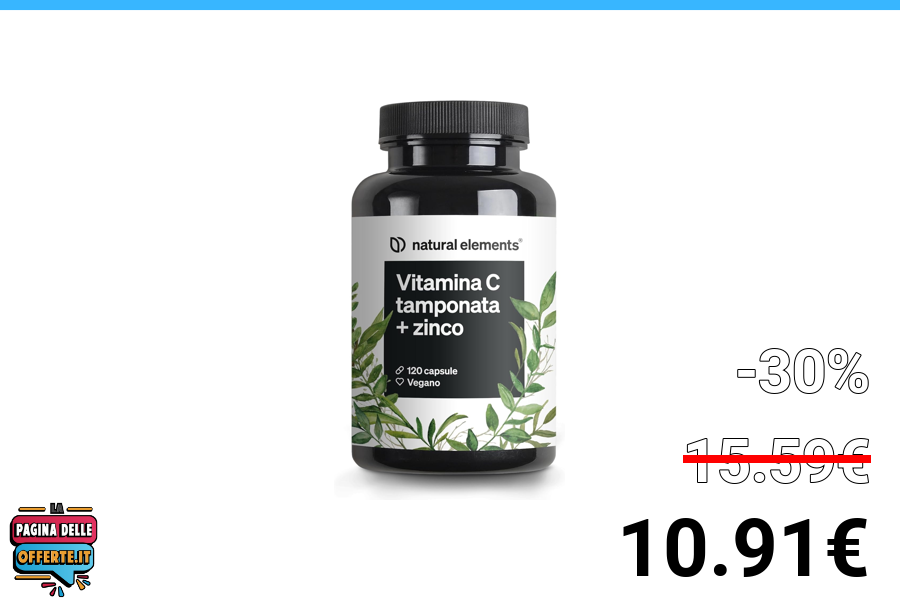 natural elements®
Vitamina C
tamponata
+ zinco
120 capsule
Vegano
-30%
15.59€
10.91€
LA
PAGINA DELLE
OFFERTE.IT